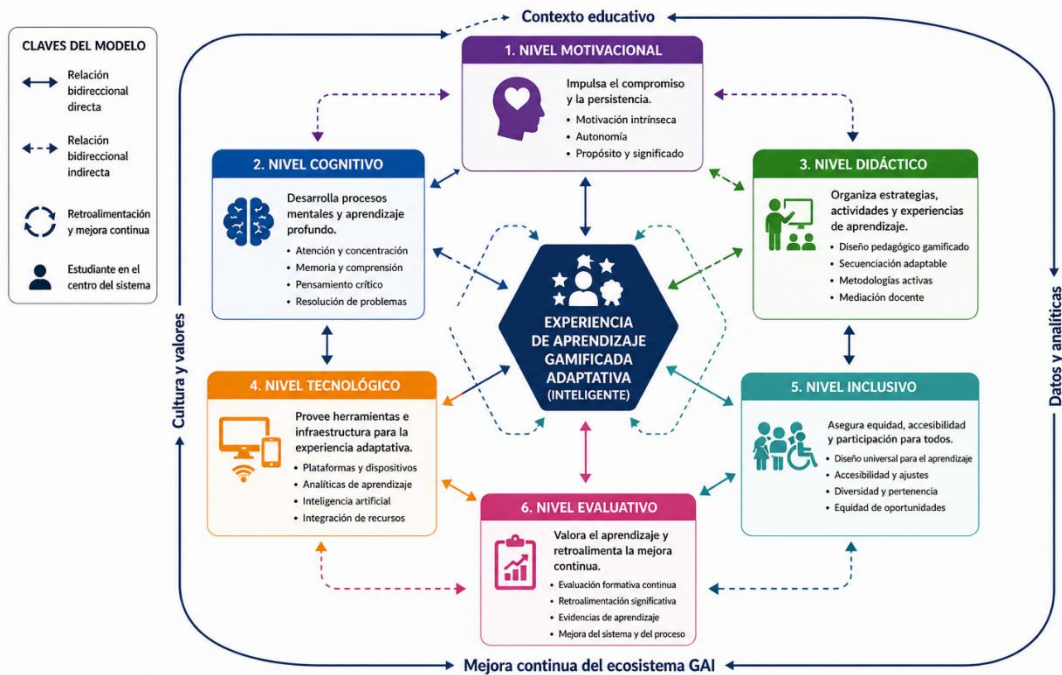 Contexto educativo
CLAVES DEL MODELO
Relación
bidireccional
directa
Relación
bidireccional
indirecta
Retroalimentación
y mejora continua
Estudiante en el
centro del sistema
1. NIVEL MOTIVACIONAL
Impulsa el compromiso
y la persistencia.
• Motivación intrínseca
• Autonomía
• Propósito y significado
2. NIVEL COGNITIVO
Desarrolla procesos
mentales y aprendizaje
profundo.
• Atención y concentración
• Memoria y comprensión
• Pensamiento crítico
• Resolución de problemas
3. NIVEL DIDÁCTICO
Organiza estrategias,
actividades y experiencias
de aprendizaje.
• Diseño pedagógico gamificado
• Secuenciación adaptable
• Metodologías activas
• Mediación docente
EXPERIENCIA
DE APRENDIZAJE
GAMIFICADA
ADAPTATIVA
(INTELIGENTE)
Cultura y valores
Datos y analíticas
4. NIVEL TECNOLÓGICO
Provee herramientas e
infraestructura para la
experiencia adaptativa.
• Plataformas y dispositivos
• Analíticas de aprendizaje
• Inteligencia artificial
• Integración de recursos
5. NIVEL INCLUSIVO
Asegura equidad, accesibilidad
y participación para todos.
• Diseño universal para el aprendizaje
• Accesibilidad y ajustes
• Diversidad y pertenencia
• Equidad de oportunidades
6. NIVEL EVALUATIVO
Valora el aprendizaje y
retroalimenta la mejora
continua.
• Evaluación formativa continua
• Retroalimentación significativa
• Evidencias de aprendizaje
• Mejora del sistema y del proceso
Mejora continua del ecosistema GAI